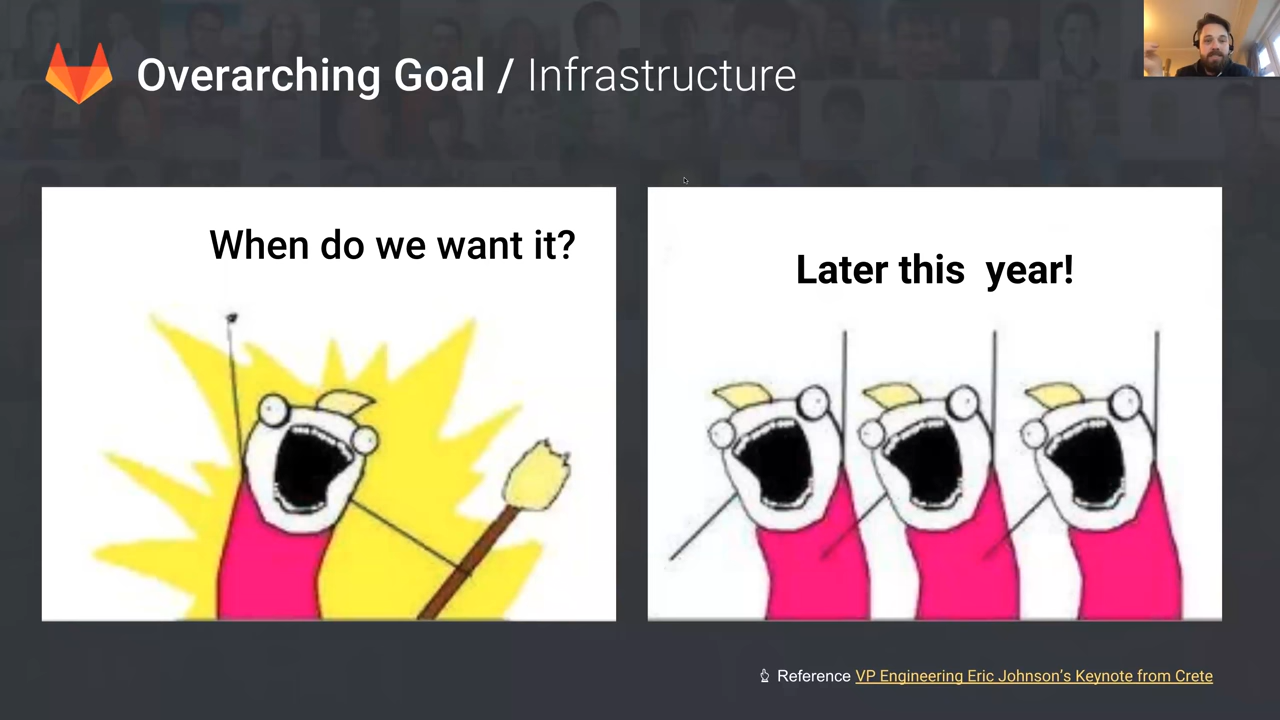 Overarching Goal / Infrastructure
When do we want it?
Later this year!
Reference VP Engineering Eric Johnson’s Keynote from Crete